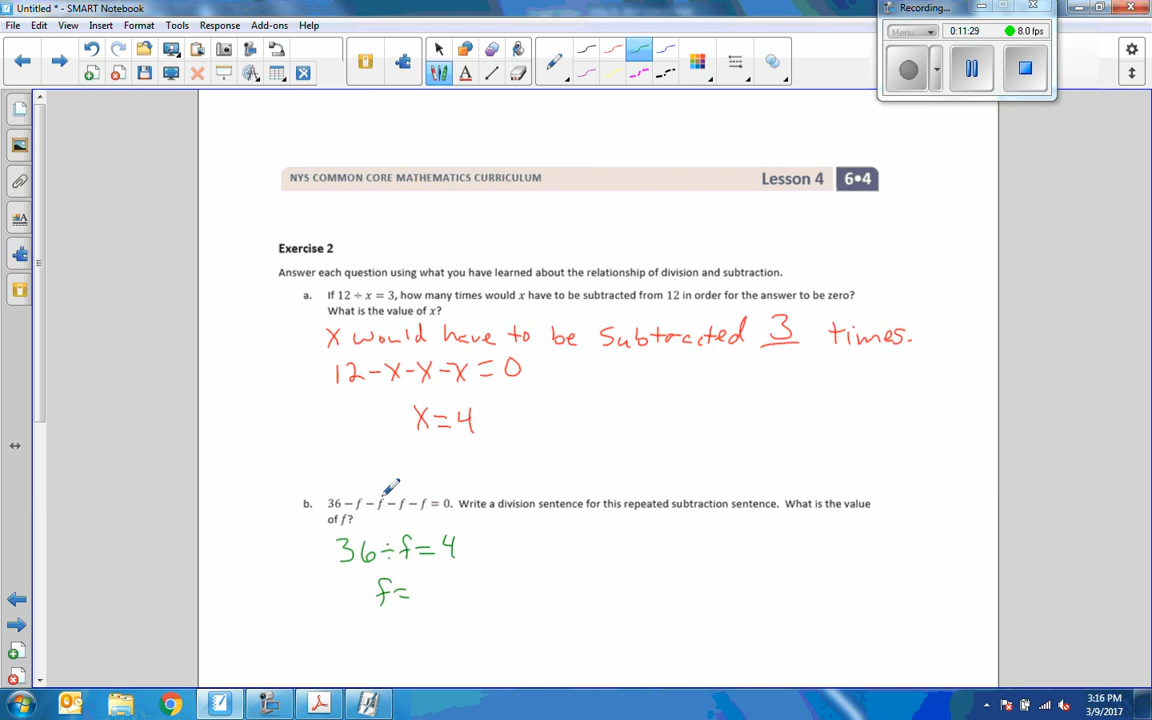 Untitled * - SMART Notebook
Recording...
File Edit View Insert Format Tools Response Add-ons Help
Menu
0:11:29
8.0 fps
NYS COMMON CORE MATHEMATICS CURRICULUM
Lesson 4
6•4
Exercise 2
Answer each question using what you have learned about the relationship of division and subtraction.
a. If 12 ÷ x = 3, how many times would x have to be subtracted from 12 in order for the answer to be zero?
What is the value of x?
X would have to be subtracted 3 times.
12-X-X-X=0
X=4
b. 36 − f − f − f − f = 0. Write a division sentence for this repeated subtraction sentence. What is the value
of f?
36÷f=4
f=
3:16 PM
3/9/2017